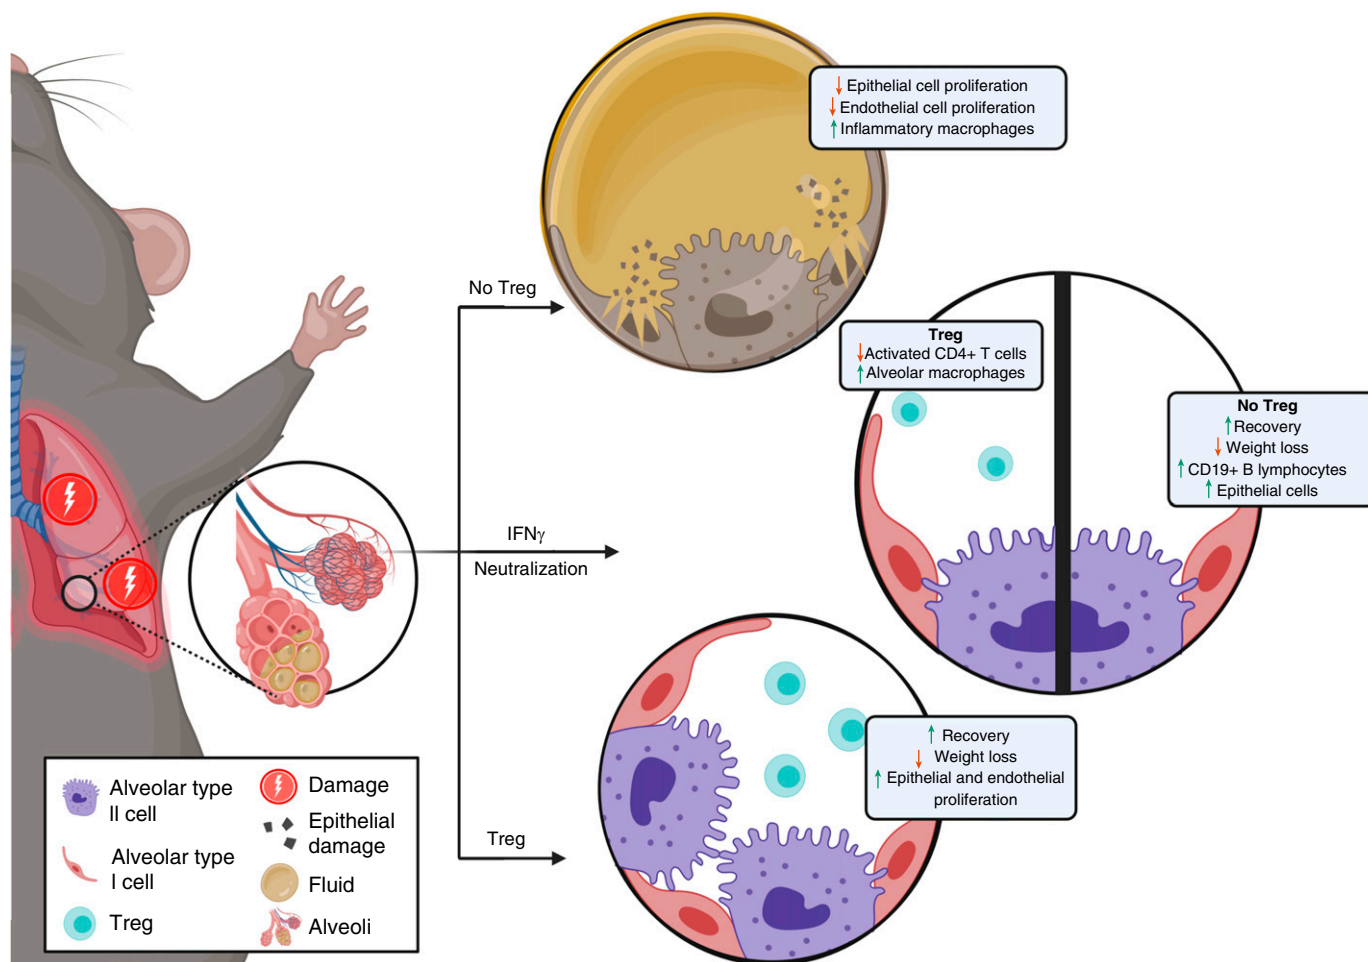 ↓ Epithelial cell proliferation
↓ Endothelial cell proliferation
↑ Inflammatory macrophages
No Treg
Treg
↓Activated CD4+ T cells
↑Alveolar macrophages
No Treg
↑Recovery
↓ Weight loss
↑CD19+ B lymphocytes
↑Epithelial cells
IFNγ
Neutralization
↑ Recovery
↓ Weight loss
↑ Epithelial and endothelial
proliferation
Treg
Alveolar type
II cell
Alveolar type
I cell
Treg
Damage
Epithelial
damage
Fluid
Alveoli